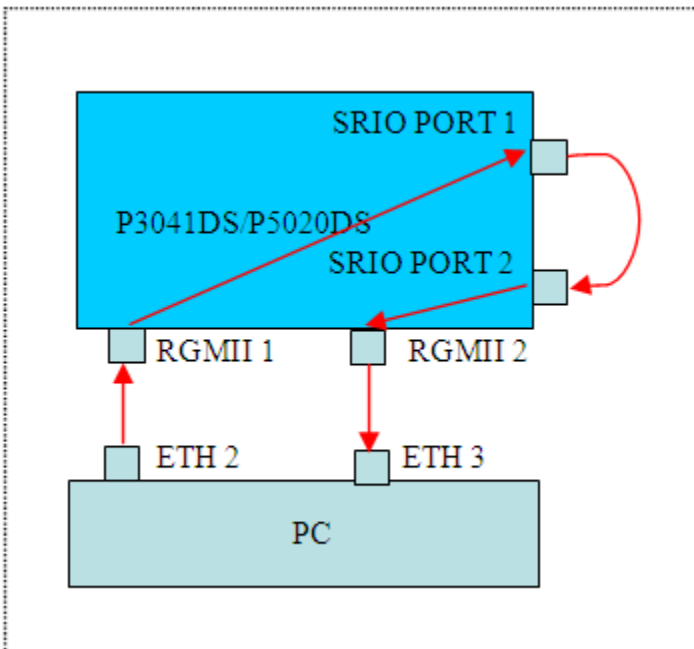 SRIO PORT 1
P3041DS/P5020DS
SRIO PORT 2
RGMII 1
RGMII 2
ETH 2
ETH 3
PC